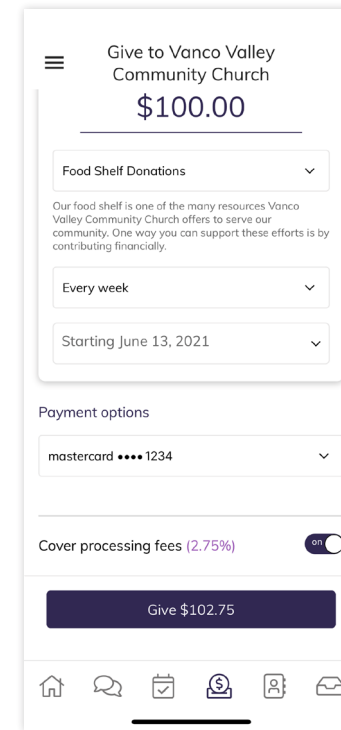 Give to Vanco Valley
Community Church
$100.00
Food Shelf Donations
Our food shelf is one of the many resources Vanco
Valley Community Church offers to serve our
community. One way you can support these efforts is by
contributing financially.
Every week
Starting June 13, 2021
Payment options
mastercard •••• 1234
Cover processing fees (2.75%)
on
Give $102.75